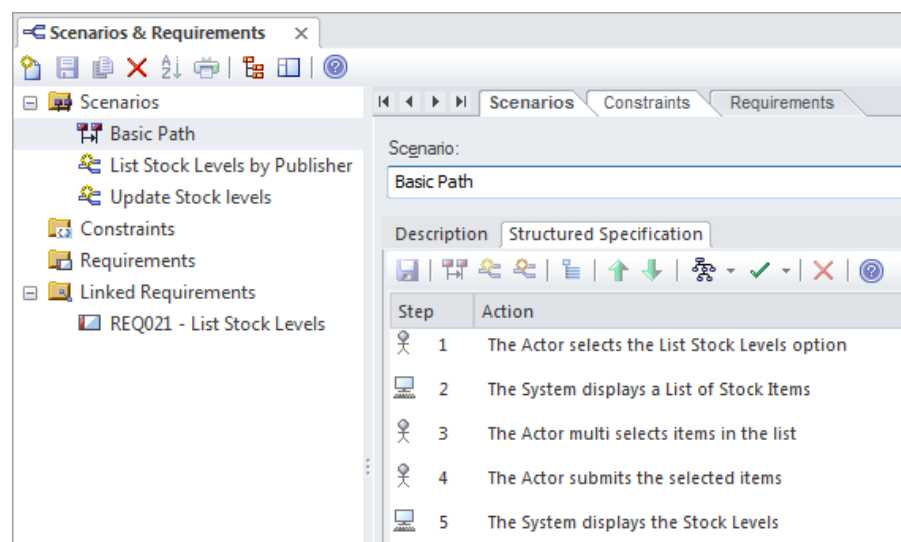 Scenarios & Requirements
Scenarios
Basic Path
List Stock Levels by Publisher
Update Stock levels
Constraints
Requirements
Linked Requirements
REQ021 - List Stock Levels
Scenarios Constraints Requirements
Scenario:
Basic Path
Description Structured Specification
Step Action
1 The Actor selects the List Stock Levels option
2 The System displays a List of Stock Items
3 The Actor multi selects items in the list
4 The Actor submits the selected items
5 The System displays the Stock Levels